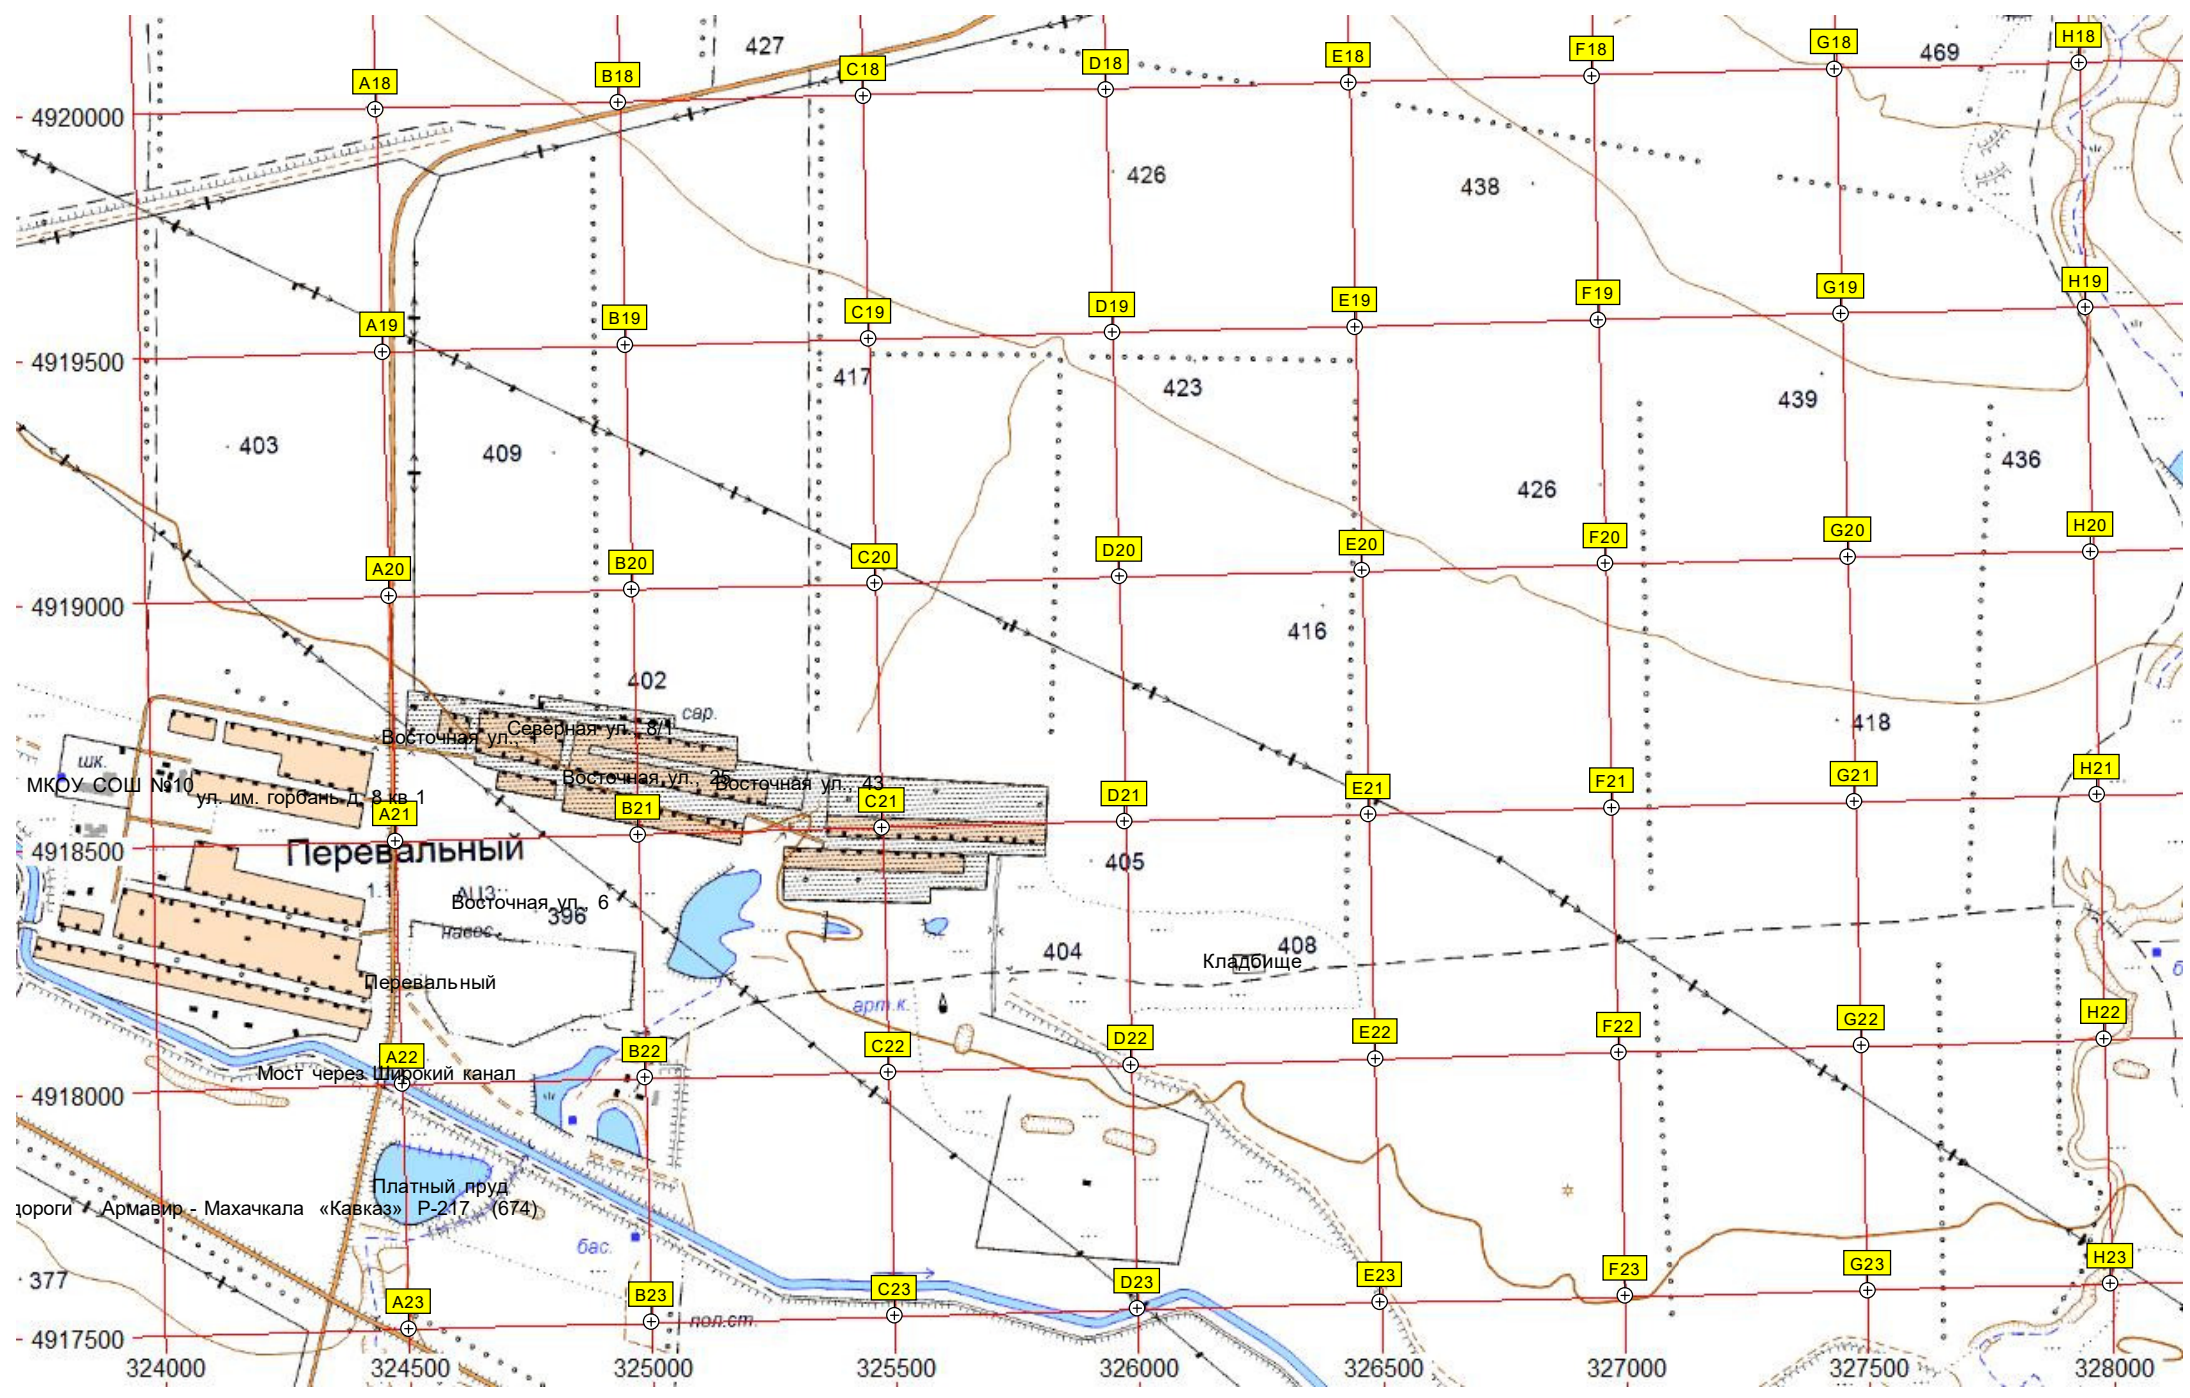 A18 B18 C18 D18 E18 F18 G18 H18
427 469
4920000
426 438
A19 B19 C19 D19 E19 F19 G19 H19
4919500
417 423 439
403 409 426 436
A20 B20 C20 D20 E20 F20 G20 H20
4919000
416
402
сар.
418
Северная ул., 8/1
шк.
МКОУ СОШ №10
ул. им. горбань д. 8 кв 1
Восточная ул., 43
A21 B21 C21 D21 E21 F21 G21 H21
4918500
Перевальный
405
Восточная ул., 6
396
навес.
404 408
Кладбище
Перевальный
арт.к.
A22 B22 C22 D22 E22 F22 G22 H22
Мост через Широкий канал
4918000
Платный пруд
дороги Армавир - Махачкала «Кавказ» Р-217 (674)
бас.
377
A23 B23 C23 D23 E23 F23 G23 H23
пол.ст.
4917500
324000 324500 325000 325500 326000 326500 327000 327500 328000